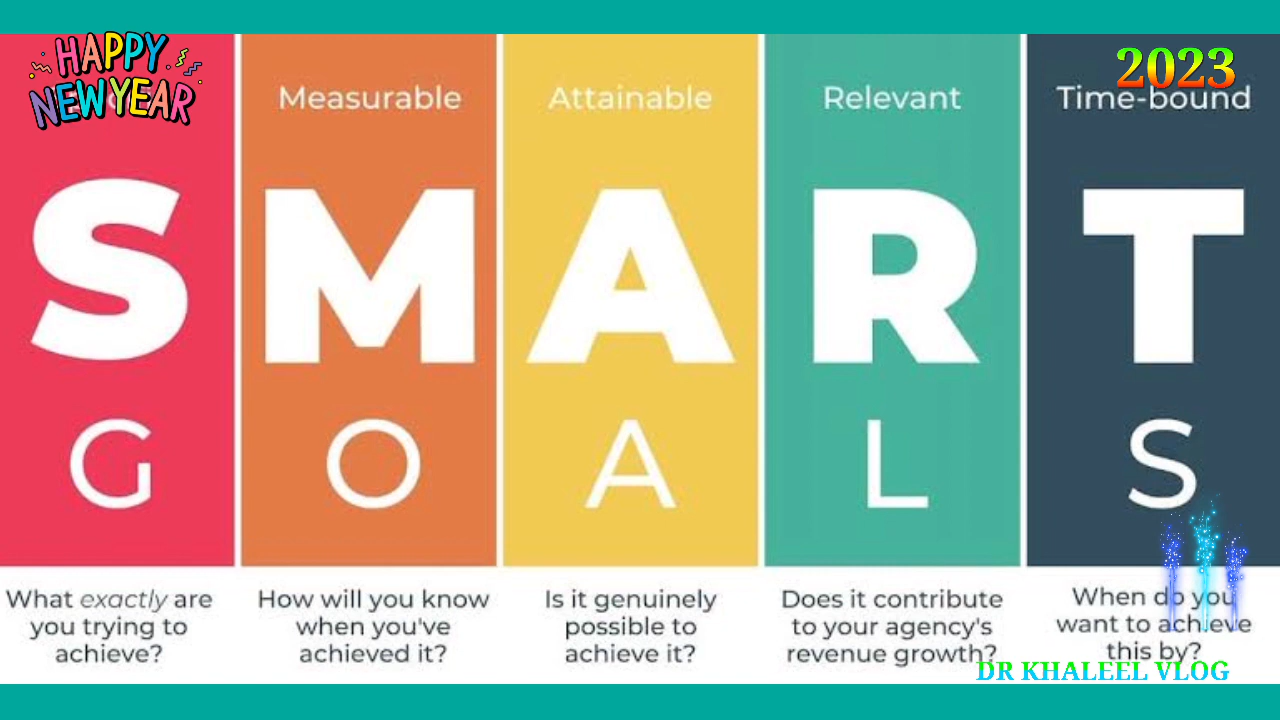 HAPPY
NEW YEAR
2023
Measurable
Attainable
Relevant
Time-bound
S M A R T
G O A L S
What exactly are
you trying to
achieve?
How will you know
when you've
achieved it?
Is it genuinely
possible to
achieve it?
Does it contribute
to your agency's
revenue growth?
When do you
want to achieve
this by?
DR KHALEEL VLOG